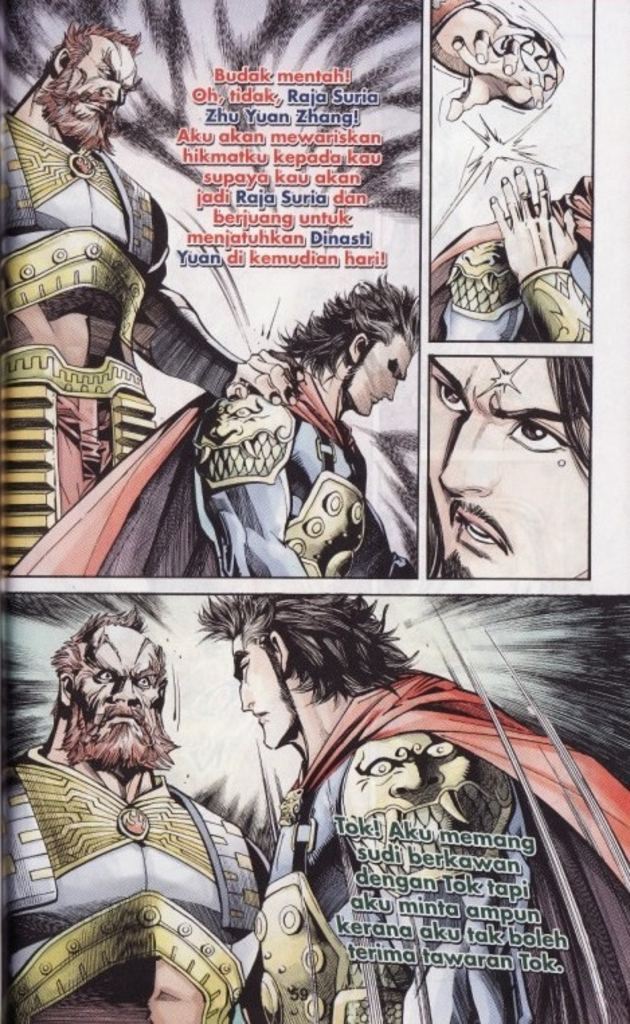 Budak mentah!
Oh, tidak, Raja Suria
Zhu Yuan Zhang!
Aku akan mewariskan
hikmatku kepada kau
supaya kau akan
jadi Raja Suria dan
berjuang untuk
menjatuhkan Dinasti
Yuan di kemudian hari!
Tok! Aku memang
sudi berkawan
dengan Tok tapi
aku minta ampun
kerana aku tak boleh
terima tawaran Tok.
59